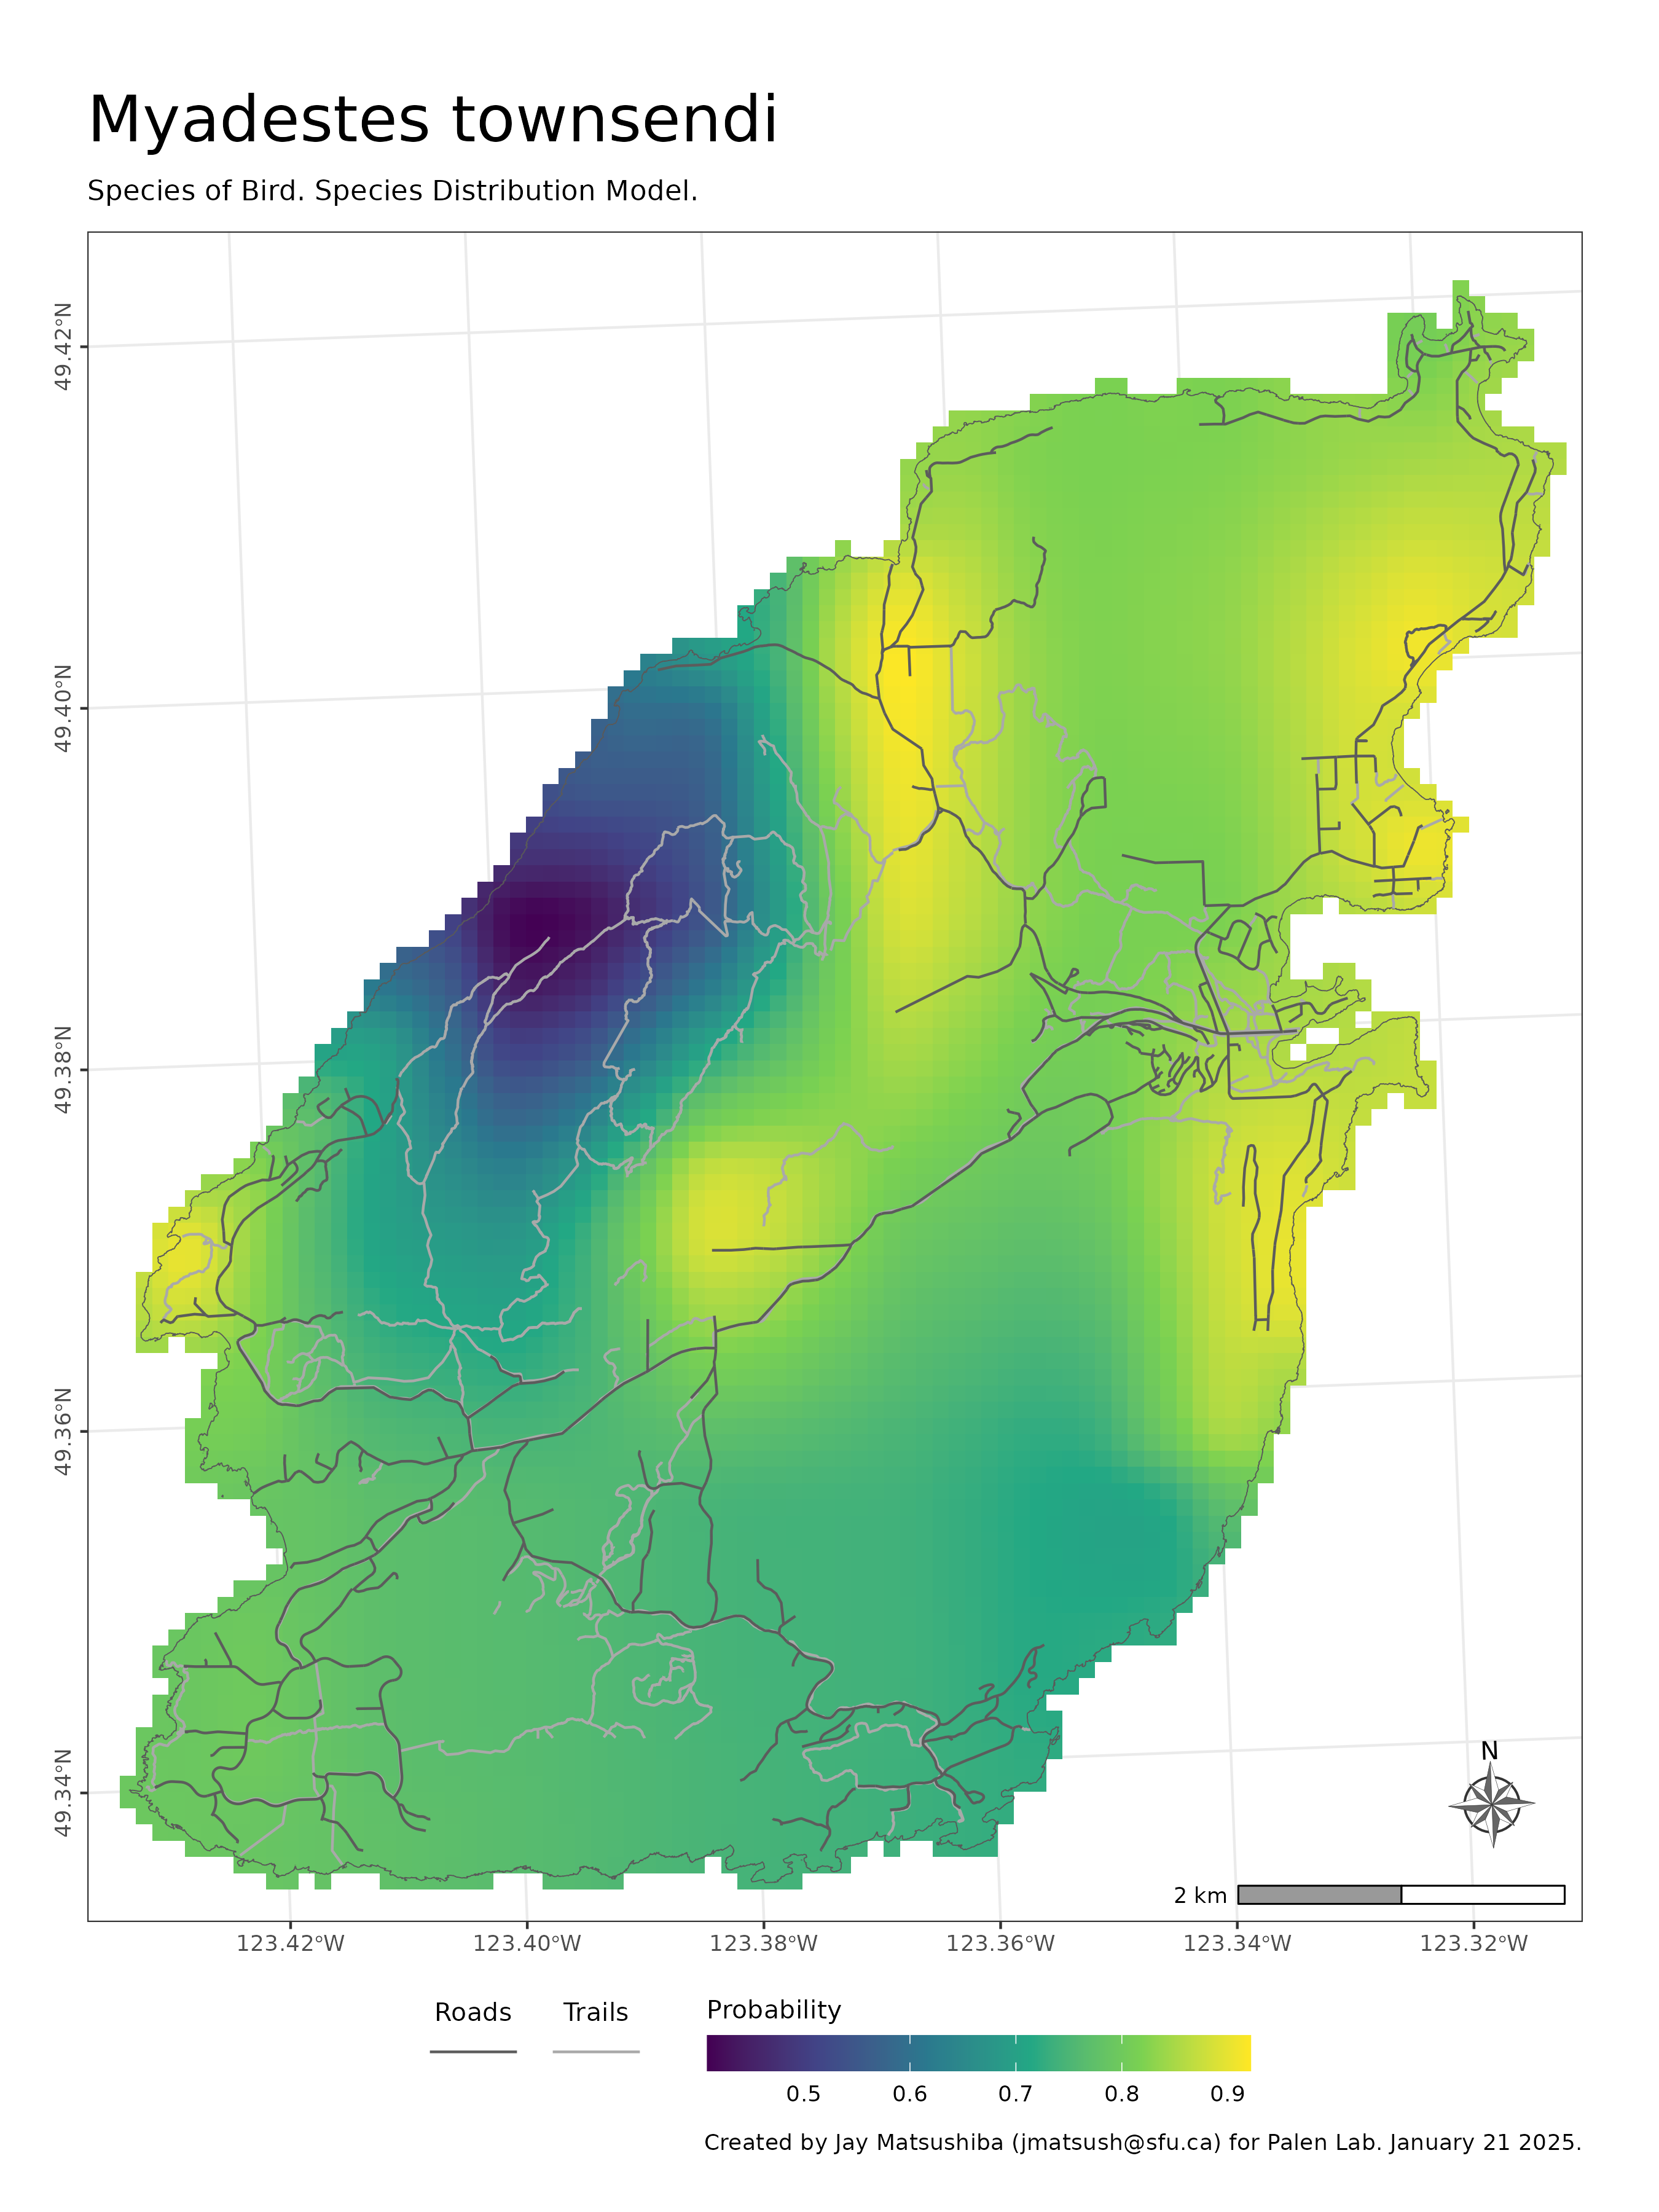 Myadestes townsendi
Species of Bird. Species Distribution Model.
49.42°N
49.40°N
49.38°N
49.36°N
49.34°N
N
2 km
123.42°W 123.40°W 123.38°W 123.36°W 123.34°W 123.32°W
Roads Trails Probability
0.5 0.6 0.7 0.8 0.9
Created by Jay Matsushiba (jmatsush@sfu.ca) for Palen Lab. January 21 2025.